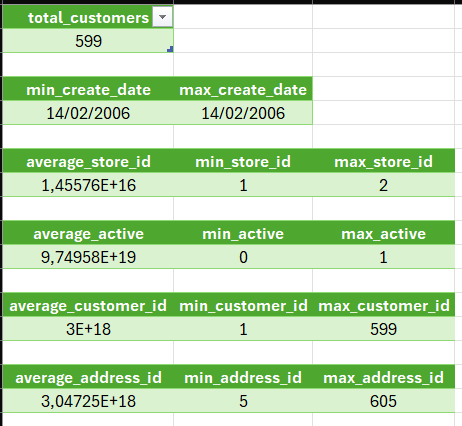 total_customers
599
min_create_date max_create_date
14/02/2006 14/02/2006
average_store_id min_store_id max_store_id
1,45576E+16 1 2
average_active min_active max_active
9,74958E+19 0 1
average_customer_id min_customer_id max_customer_id
3E+18 1 599
average_address_id min_address_id max_address_id
3,04725E+18 5 605